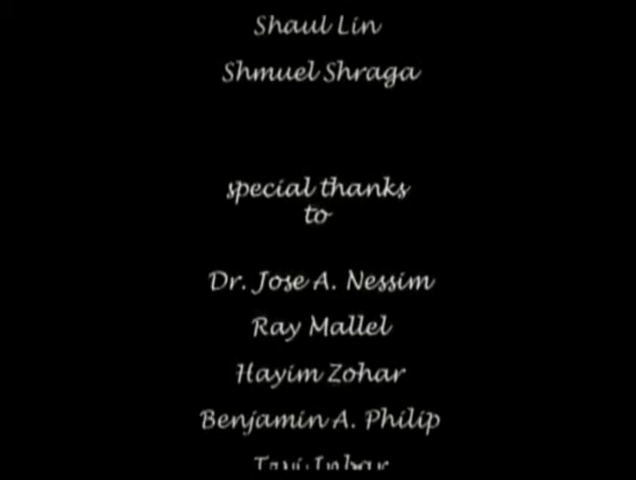 Shaul Lin
Shmuel Shraga
special thanks
to
Dr. Jose A. Nessim
Ray Mallel
Hayim Zohar
Benjamin A. Philip